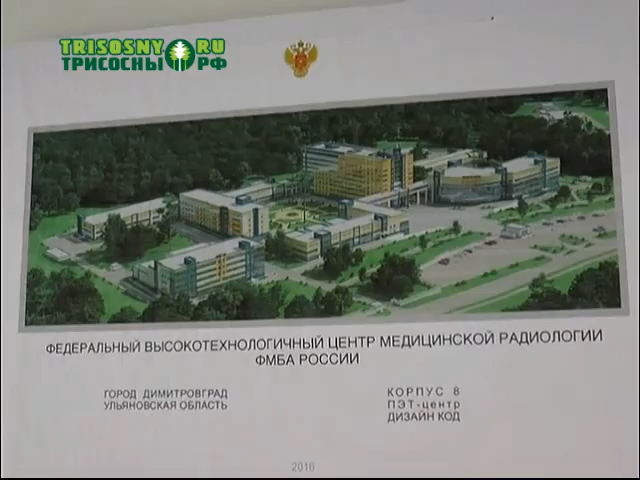 TRISOSNY.RU
ТРИСОСНЫ.РФ
ФЕДЕРАЛЬНЫЙ ВЫСОКОТЕХНОЛОГИЧНЫЙ ЦЕНТР МЕДИЦИНСКОЙ РАДИОЛОГИИ
ФМБА РОССИИ
ГОРОД ДИМИТРОВГРАД
УЛЬЯНОВСКАЯ ОБЛАСТЬ
КОРПУС 8
ПЭТ-центр
ДИЗАЙН КОД
2016